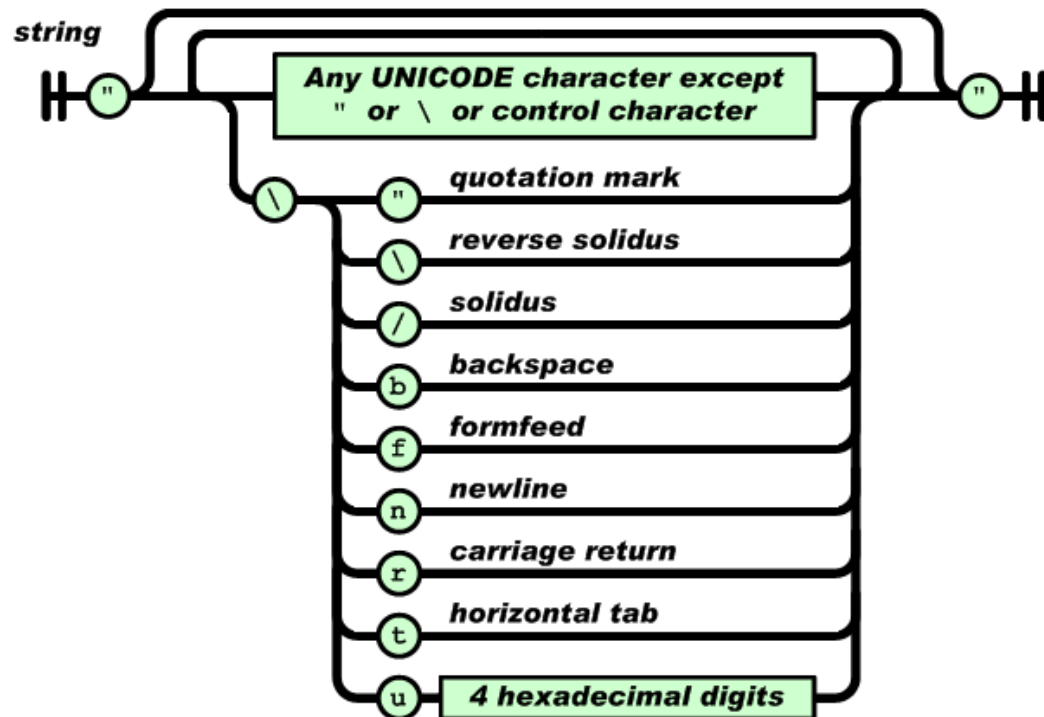 string
"
Any UNICODE character except
" or \ or control character
"
\
" quotation mark
\ reverse solidus
/ solidus
b backspace
f formfeed
n newline
r carriage return
t horizontal tab
u 4 hexadecimal digits